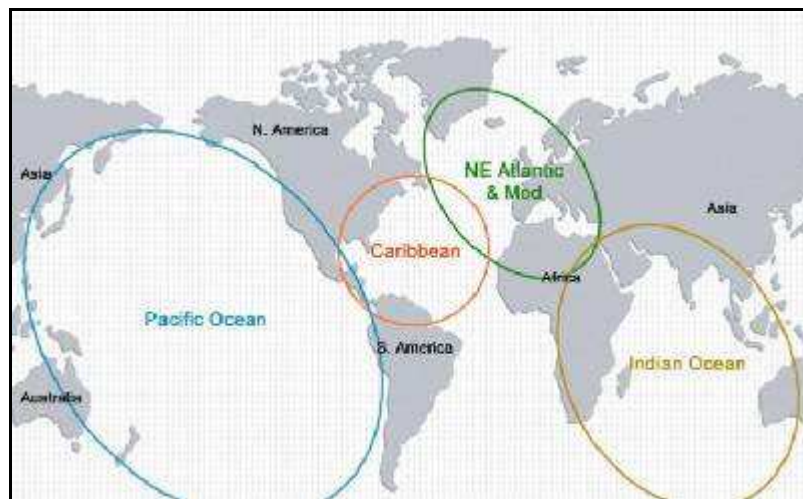 N. America
Asia
NE Atlantic
& Med
Asia
Caribbean
Africa
Pacific Ocean
S. America
Indian Ocean
Australia